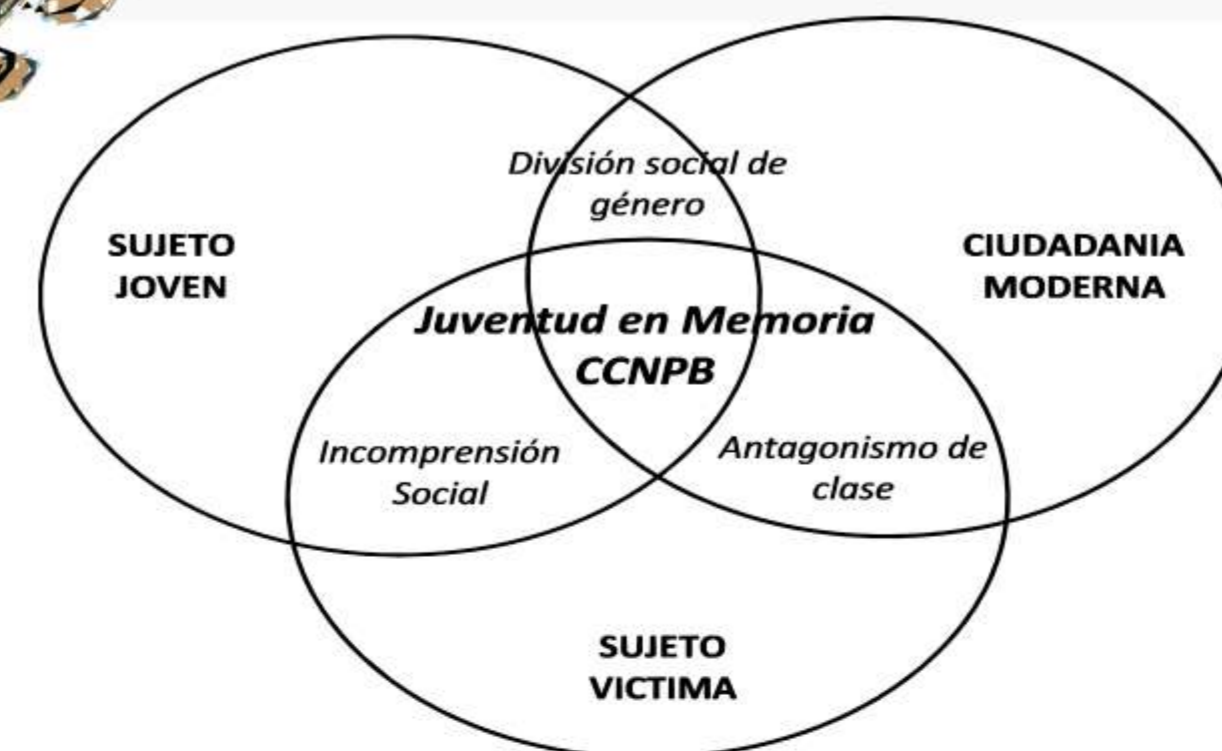 División social de
género
SUJETO
JOVEN
CIUDADANIA
MODERNA
Juventud en Memoria
CCNPB
Incomprensión
Social
Antagonismo de
clase
SUJETO
VICTIMA